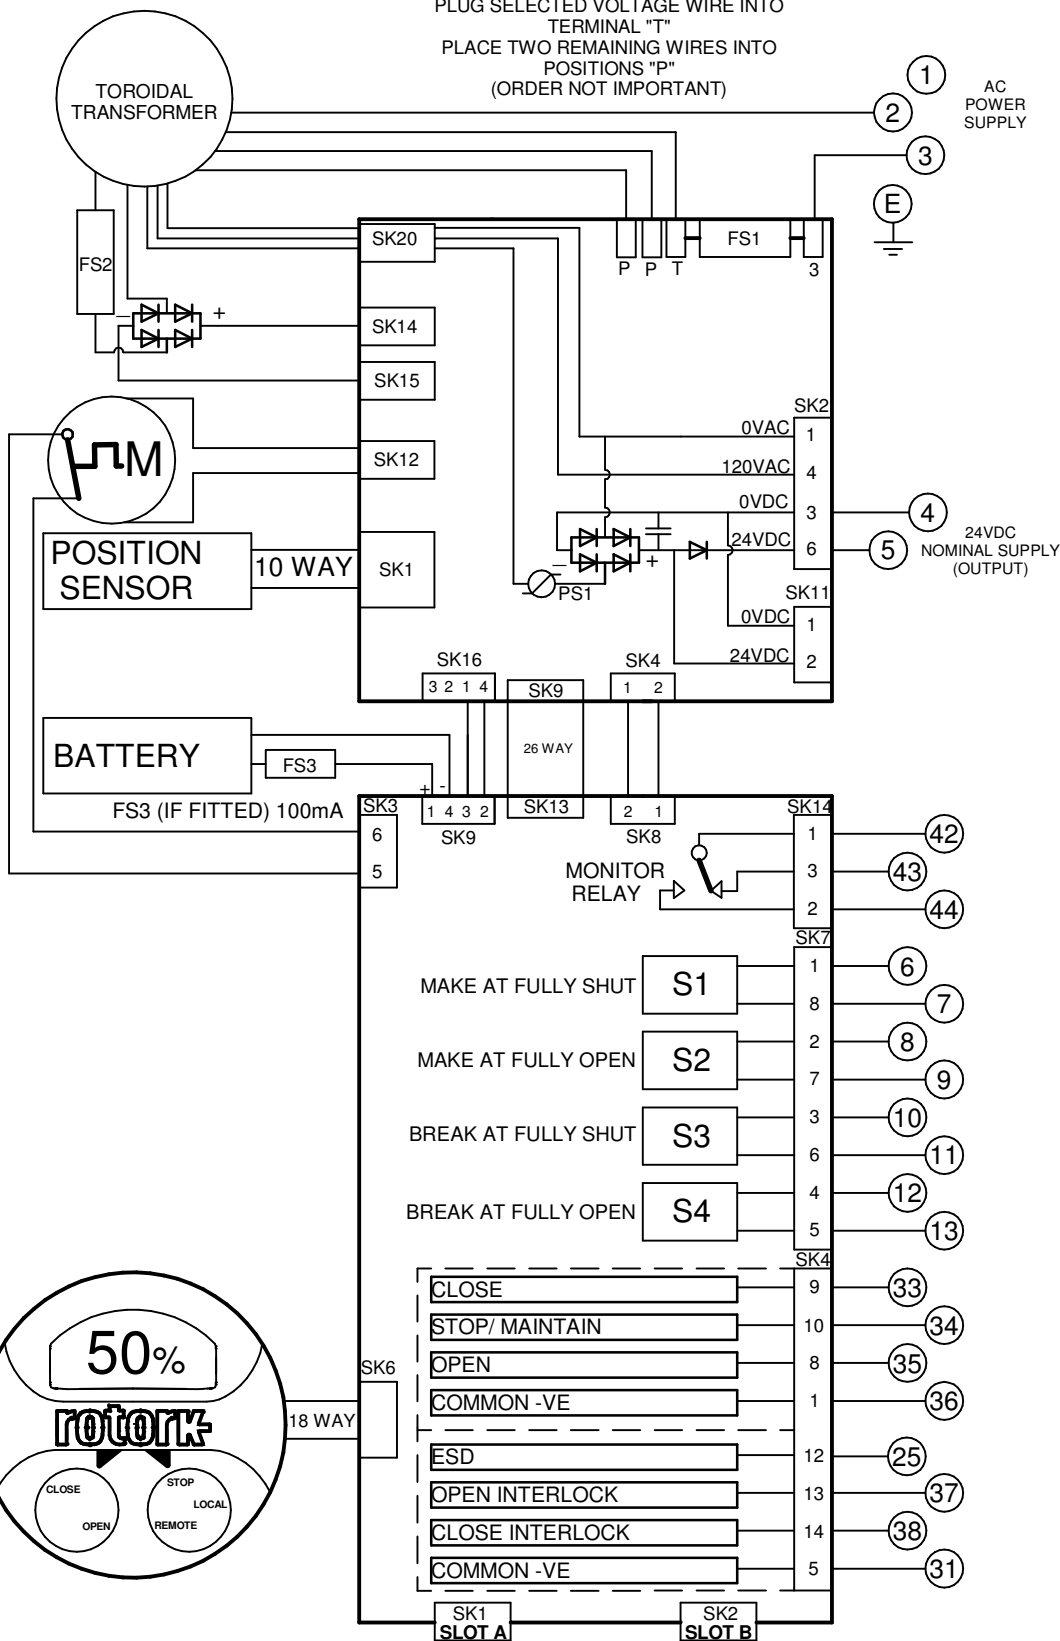 PLUG SELECTED VOLTAGE WIRE INTO
TERMINAL "T"
PLACE TWO REMAINING WIRES INTO
POSITIONS "P"
(ORDER NOT IMPORTANT)
TOROIDAL
TRANSFORMER
1
2
3
AC
POWER
SUPPLY
E
FS2
SK20
P P T
FS1
3
− +
SK14
SK15
M
SK12
SK2
0VAC 1
120VAC 4
0VDC 3
24VDC 6
4
5
24VDC
NOMINAL SUPPLY
(OUTPUT)
POSITION
SENSOR
10 WAY
SK1
− +
PS1
SK11
0VDC 1
24VDC 2
SK16
3 2 1 4
SK9
SK4
1 2
26 WAY
BATTERY
FS3
FS3 (IF FITTED) 100mA
+ -
SK3
6
5
1 4 3 2
SK9
SK13
2 1
SK8
SK14
MONITOR
RELAY
1 42
3 43
2 44
SK7
MAKE AT FULLY SHUT S1 1 6
8 7
MAKE AT FULLY OPEN S2 2 8
7 9
BREAK AT FULLY SHUT S3 3 10
6 11
BREAK AT FULLY OPEN S4 4 12
5 13
SK4
CLOSE 9 33
STOP/ MAINTAIN 10 34
OPEN 8 35
COMMON -VE 1 36
ESD 12 25
OPEN INTERLOCK 13 37
CLOSE INTERLOCK 14 38
COMMON -VE 5 31
50%
rotork
CLOSE
OPEN
STOP
LOCAL
REMOTE
18 WAY
SK6
SK1
SLOT A
SK2
SLOT B